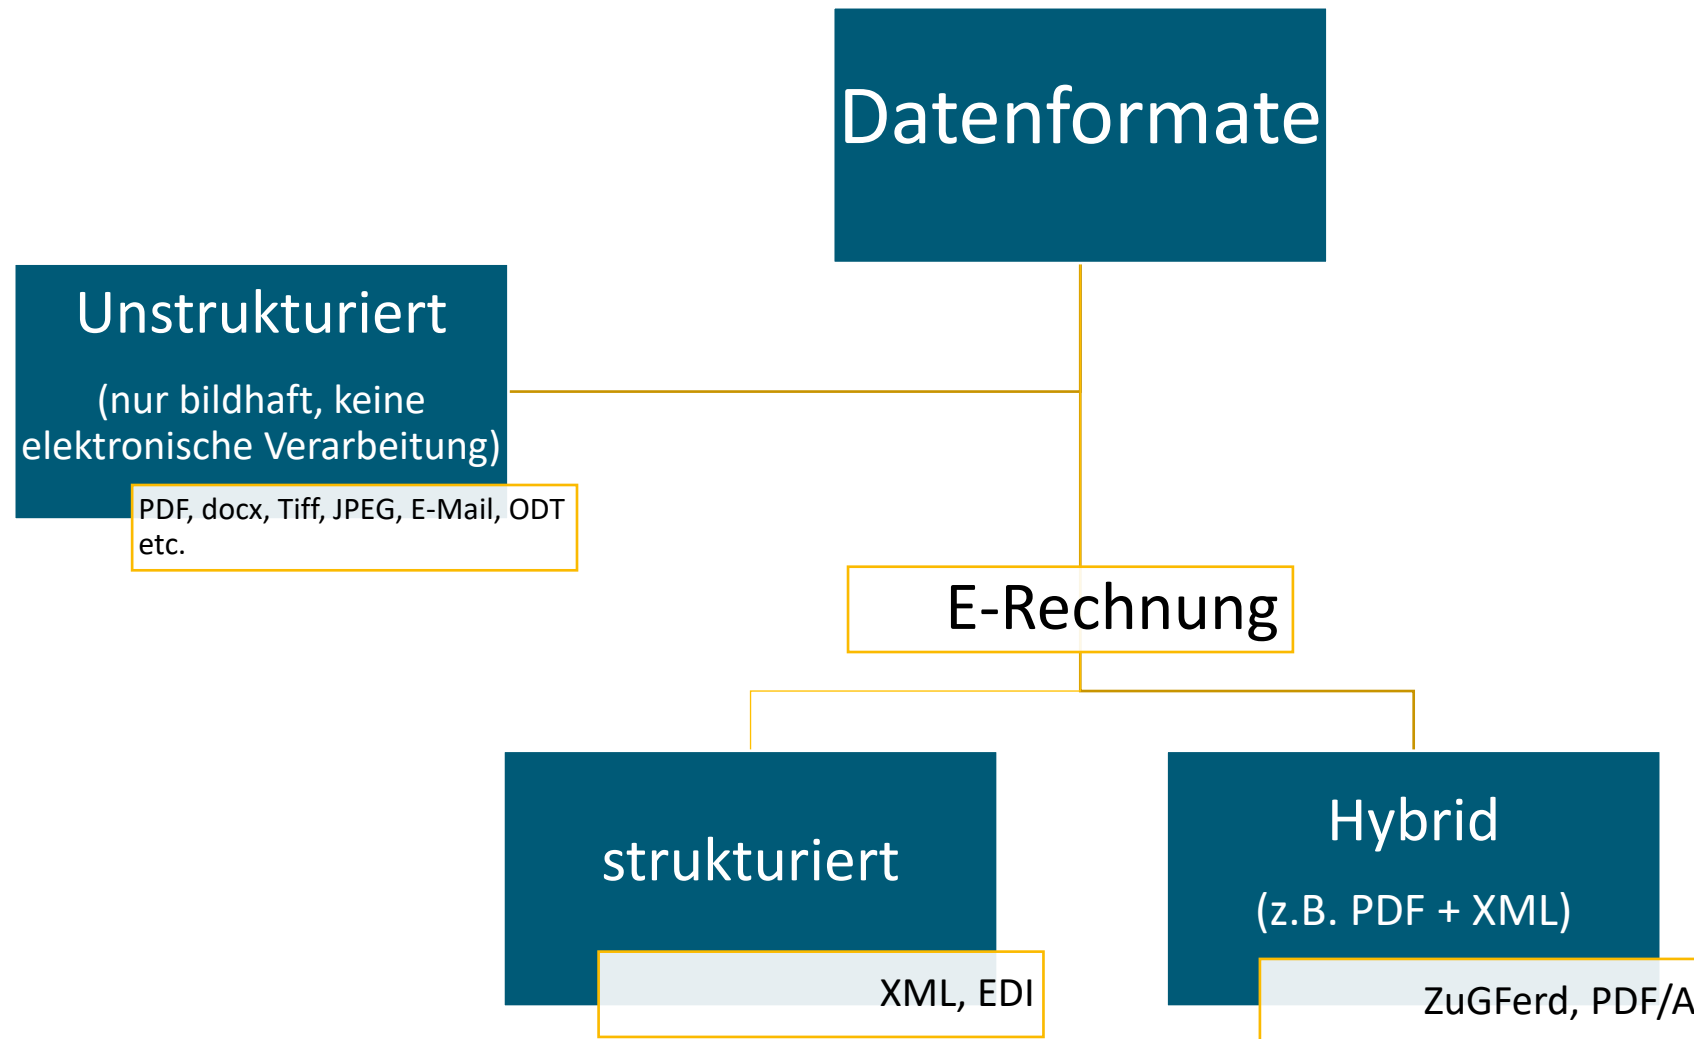 Datenformate
Unstrukturiert
(nur bildhaft, keine
elektronische Verarbeitung)
PDF, docx, Tiff, JPEG, E-Mail, ODT
etc.
E-Rechnung
strukturiert
XML, EDI
Hybrid
(z.B. PDF + XML)
ZuGFerd, PDF/A